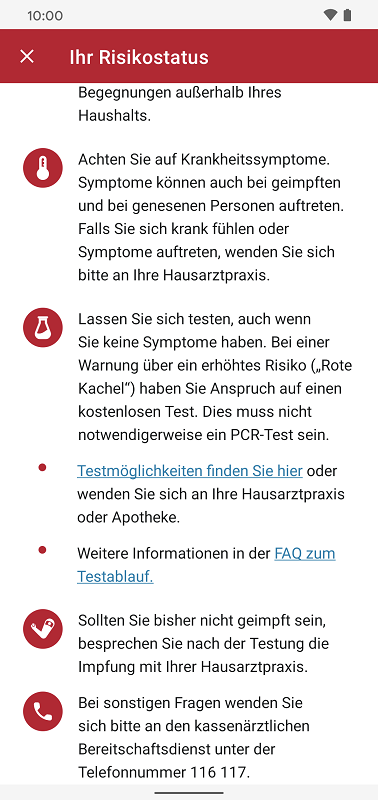 10:00
Ihr Risikostatus
Begegnungen außerhalb Ihres
Haushalts.
Achten Sie auf Krankheitssymptome.
Symptome können auch bei geimpften
und bei genesenen Personen auftreten.
Falls Sie sich krank fühlen oder
Symptome auftreten, wenden Sie sich
bitte an Ihre Hausarztpraxis.
Lassen Sie sich testen, auch wenn
Sie keine Symptome haben. Bei einer
Warnung über ein erhöhtes Risiko („Rote
Kachel“) haben Sie Anspruch auf einen
kostenlosen Test. Dies muss nicht
notwendigerweise ein PCR-Test sein.
Testmöglichkeiten finden Sie hier oder
wenden Sie sich an Ihre Hausarztpraxis
oder Apotheke.
Weitere Informationen in der FAQ zum
Testablauf.
Sollten Sie bisher nicht geimpft sein,
besprechen Sie nach der Testung die
Impfung mit Ihrer Hausarztpraxis.
Bei sonstigen Fragen wenden Sie
sich bitte an den kassenärztlichen
Bereitschaftsdienst unter der
Telefonnummer 116 117.